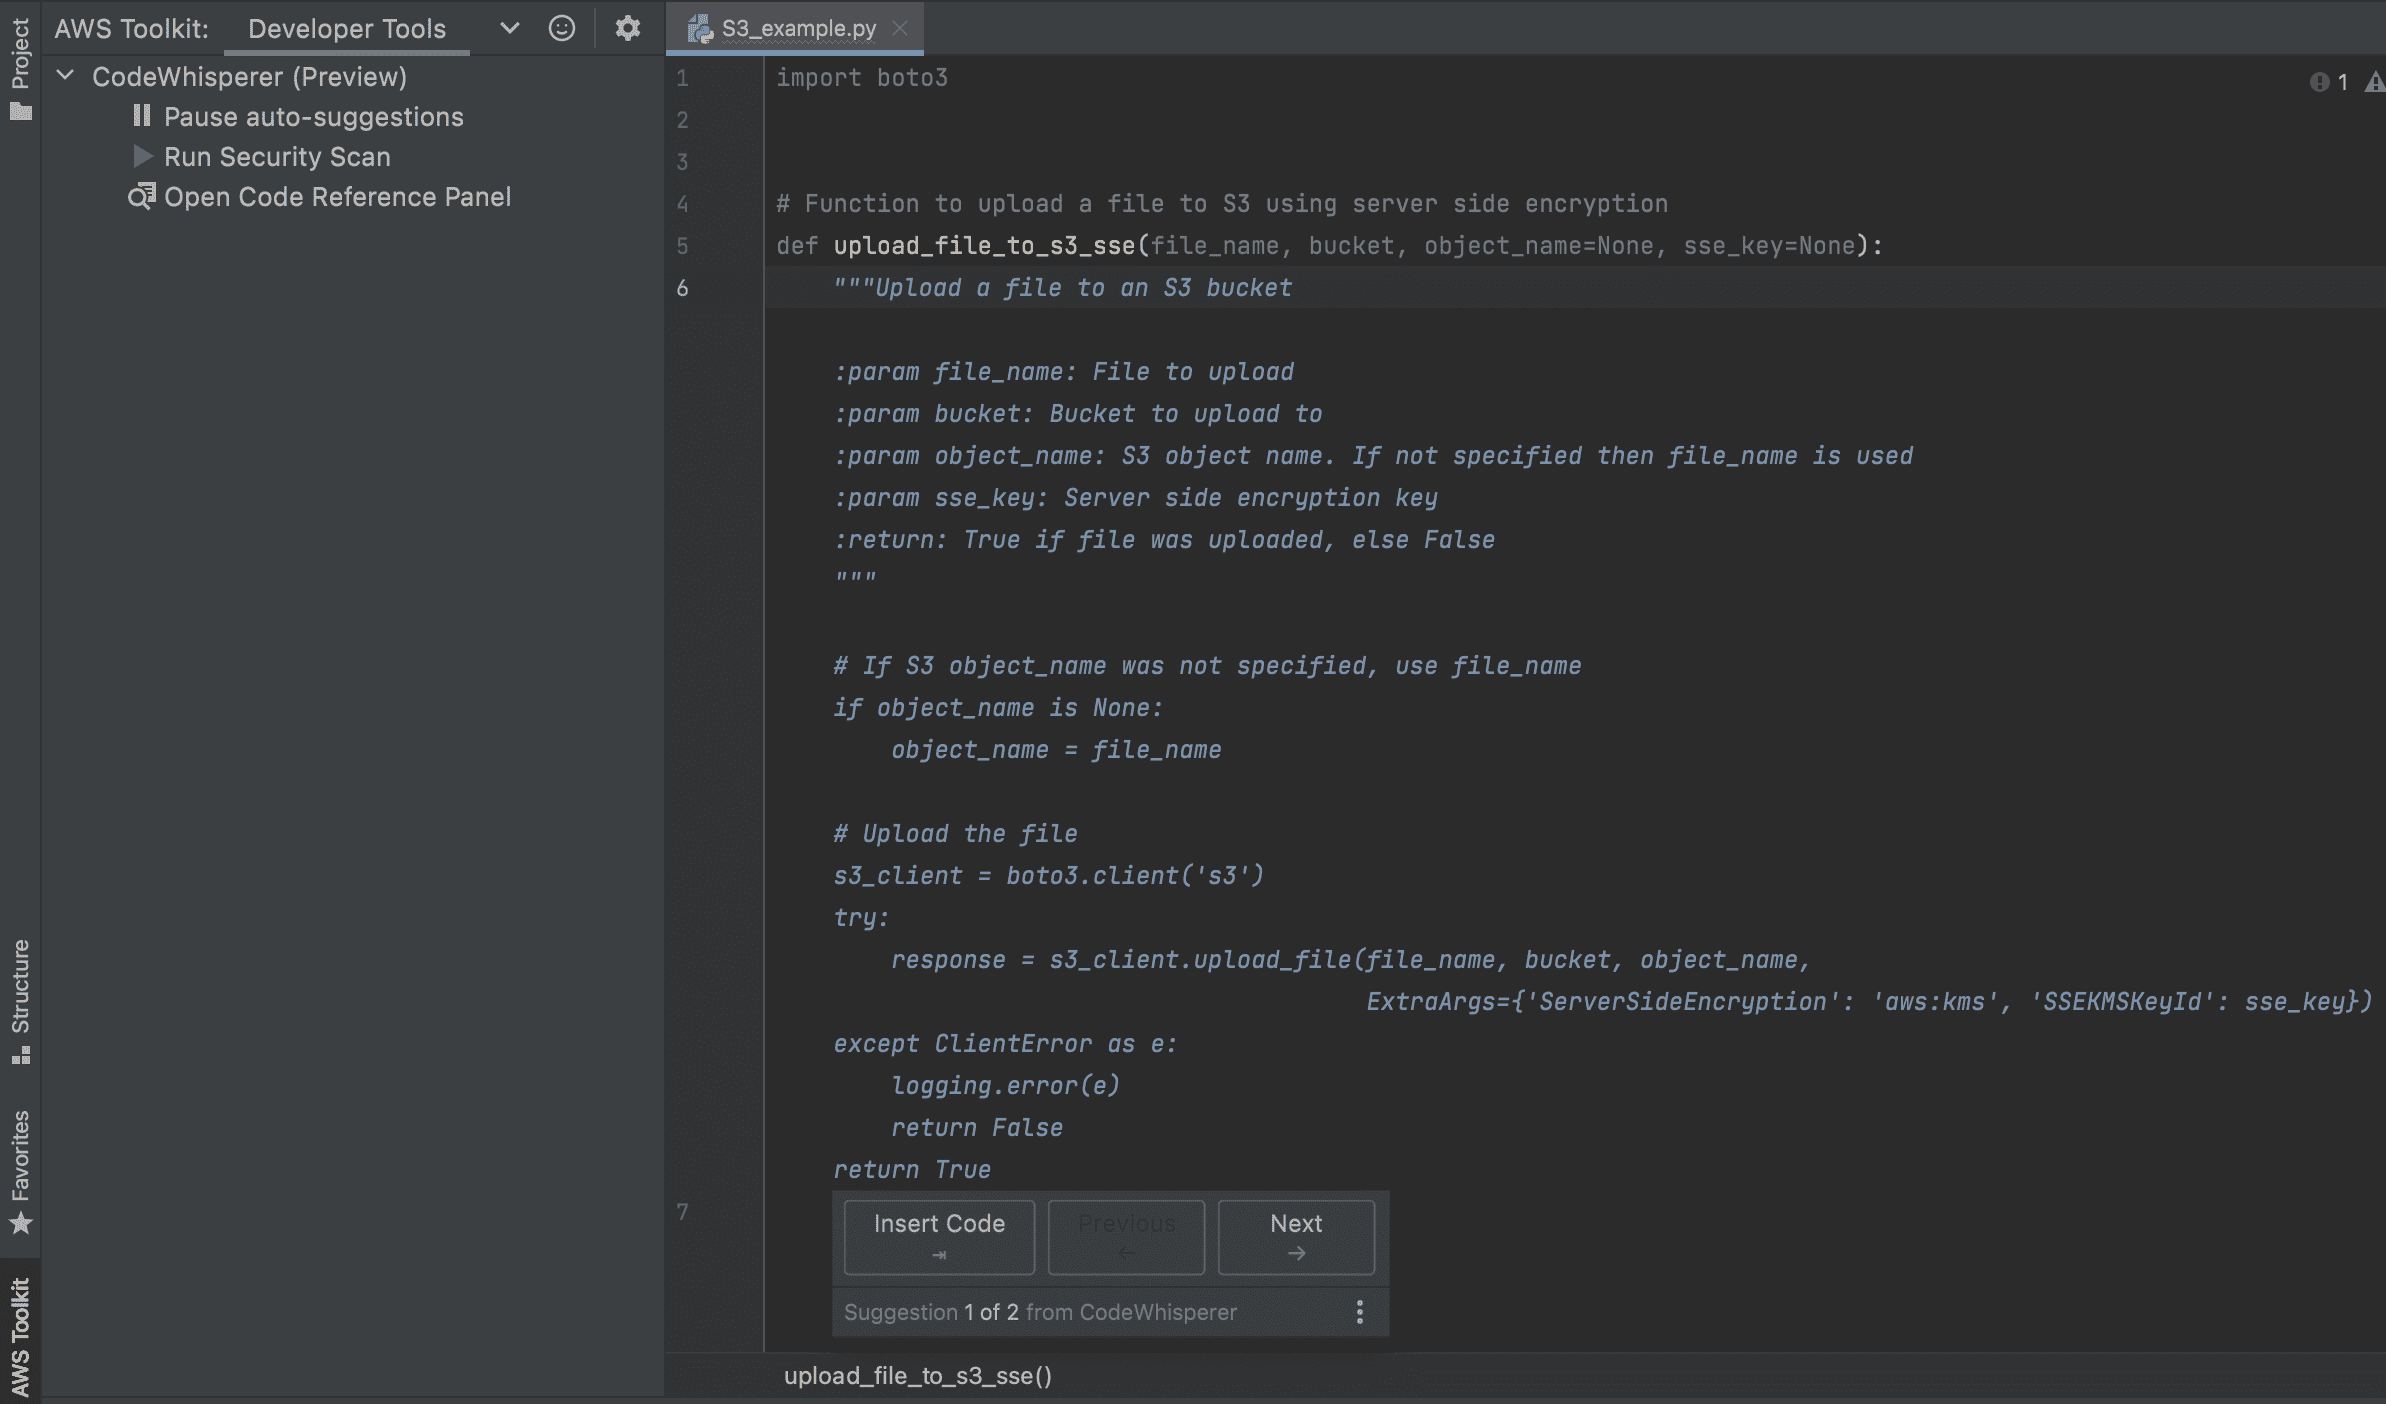 Project
AWS Toolkit:
Developer Tools
CodeWhisperer (Preview)
Pause auto-suggestions
Run Security Scan
Open Code Reference Panel
Structure
Favorites
AWS Toolkit
S3_example.py
1
1 import boto3
2
3
4 # Function to upload a file to S3 using server side encryption
5 def upload_file_to_s3_sse(file_name, bucket, object_name=None, sse_key=None):
6 """Upload a file to an S3 bucket
:param file_name: File to upload
:param bucket: Bucket to upload to
:param object_name: S3 object name. If not specified then file_name is used
:param sse_key: Server side encryption key
:return: True if file was uploaded, else False
"""
# If S3 object_name was not specified, use file_name
if object_name is None:
object_name = file_name
# Upload the file
s3_client = boto3.client('s3')
try:
response = s3_client.upload_file(file_name, bucket, object_name,
ExtraArgs={'ServerSideEncryption': 'aws:kms', 'SSEKMSKeyId': sse_key})
except ClientError as e:
logging.error(e)
return False
return True
7
Insert Code
Previous
Next
Suggestion 1 of 2 from CodeWhisperer
upload_file_to_s3_sse()